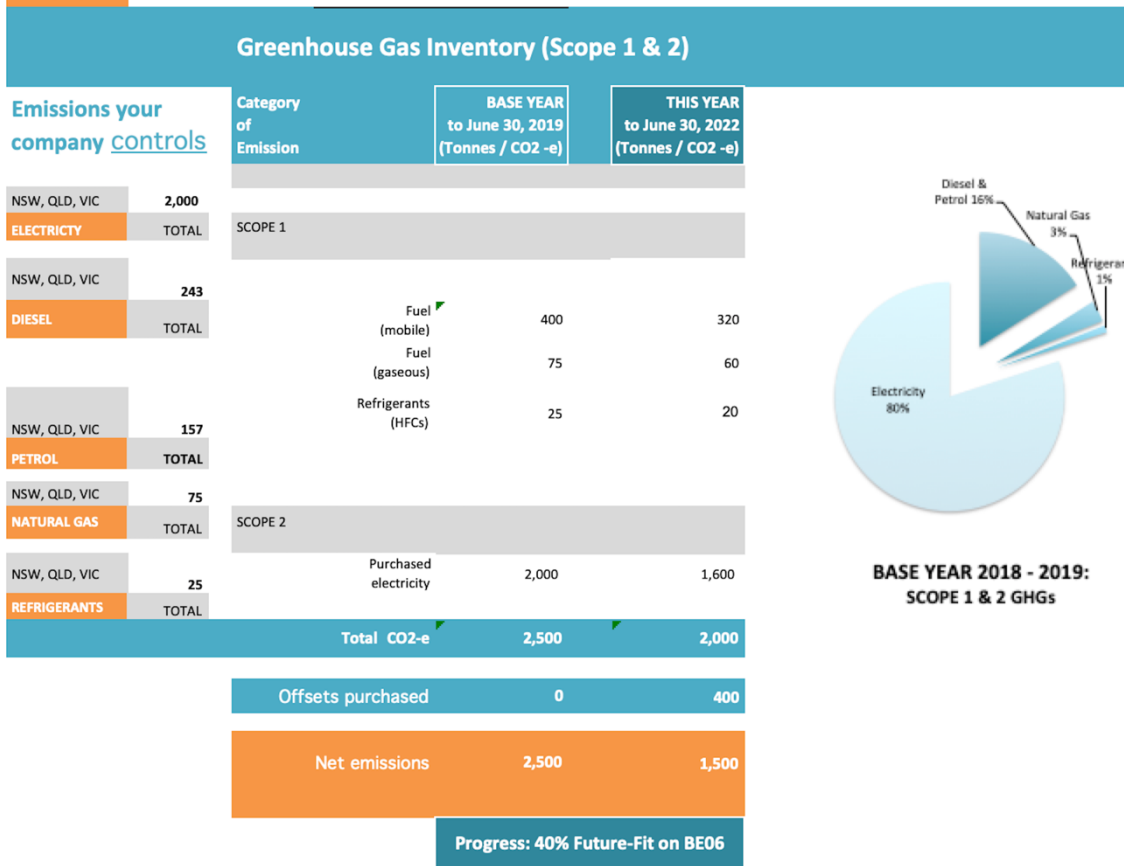 Greenhouse Gas Inventory (Scope 1 & 2)
Emissions your
company controls
Category
of
Emission
BASE YEAR
to June 30, 2019
(Tonnes / CO2 -e)
THIS YEAR
to June 30, 2022
(Tonnes / CO2 -e)
NSW, QLD, VIC 2,000
ELECTRICTY TOTAL
SCOPE 1
NSW, QLD, VIC 243
DIESEL TOTAL
Fuel
(mobile) 400 320
Fuel
(gaseous) 75 60
Refrigerants
(HFCs) 25 20
NSW, QLD, VIC 157
PETROL TOTAL
NSW, QLD, VIC 75
NATURAL GAS TOTAL
SCOPE 2
NSW, QLD, VIC 25
REFRIGERANTS TOTAL
Purchased
electricity 2,000 1,600
Total CO2-e 2,500 2,000
Offsets purchased 0 400
Net emissions 2,500 1,500
Progress: 40% Future-Fit on BE06
Diesel &
Petrol 16%
Natural Gas
3%
Refrigeran
1%
Electricity
80%
BASE YEAR 2018 - 2019:
SCOPE 1 & 2 GHGs